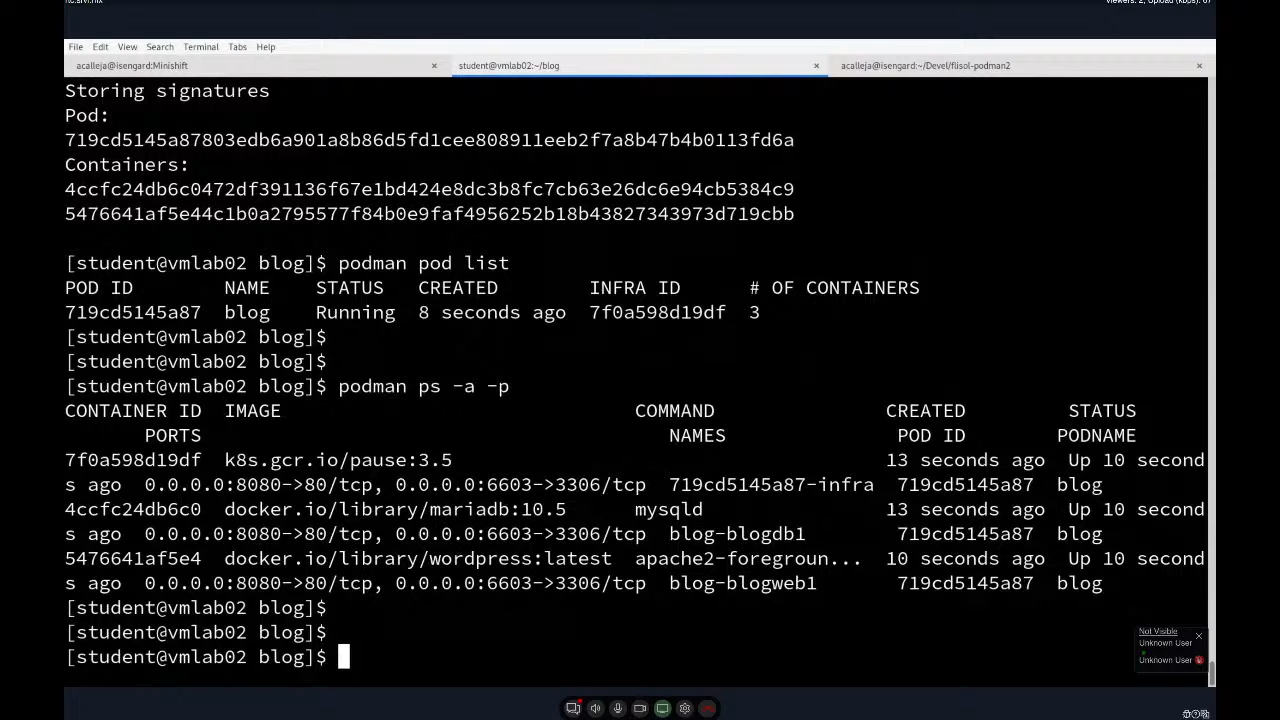 File Edit View Search Terminal Tabs Help
acalleja@isengard:Minishift × student@vmlab02:~/blog × acalleja@isengard:~/Devel/flisol-podman2 ×
Storing signatures
Pod:
719cd5145a87803edb6a901a8b86d5fd1cee808911eeb2f7a8b47b4b0113fd6a
Containers:
4ccfc24db6c0472df391136f67e1bd424e8dc3b8fc7cb63e26dc6e94cb5384c9
5476641af5e44c1b0a2795577f84b0e9faf4956252b18b43827343973d719cbb
[student@vmlab02 blog]$ podman pod list
POD ID NAME STATUS CREATED INFRA ID # OF CONTAINERS
719cd5145a87 blog Running 8 seconds ago 7f0a598d19df 3
[student@vmlab02 blog]$
[student@vmlab02 blog]$
[student@vmlab02 blog]$ podman ps -a -p
CONTAINER ID IMAGE COMMAND CREATED STATUS
PORTS NAMES POD ID PODNAME
7f0a598d19df k8s.gcr.io/pause:3.5 13 seconds ago Up 10 second
s ago 0.0.0.0:8080->80/tcp, 0.0.0.0:6603->3306/tcp 719cd5145a87-infra 719cd5145a87 blog
4ccfc24db6c0 docker.io/library/mariadb:10.5 mysqld 13 seconds ago Up 10 second
s ago 0.0.0.0:8080->80/tcp, 0.0.0.0:6603->3306/tcp blog-blogdb1 719cd5145a87 blog
5476641af5e4 docker.io/library/wordpress:latest apache2-foregroun... 10 seconds ago Up 10 second
s ago 0.0.0.0:8080->80/tcp, 0.0.0.0:6603->3306/tcp blog-blogweb1 719cd5145a87 blog
[student@vmlab02 blog]$
[student@vmlab02 blog]$
[student@vmlab02 blog]$
Not Visible
Unknown User
Unknown User